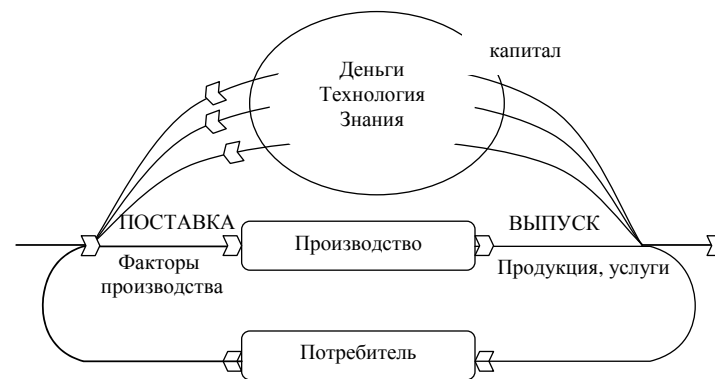 капитал
Деньги
Технология
Знания
ПОСТАВКА
ВЫПУСК
Производство
Факторы
производства
Продукция, услуги
Потребитель